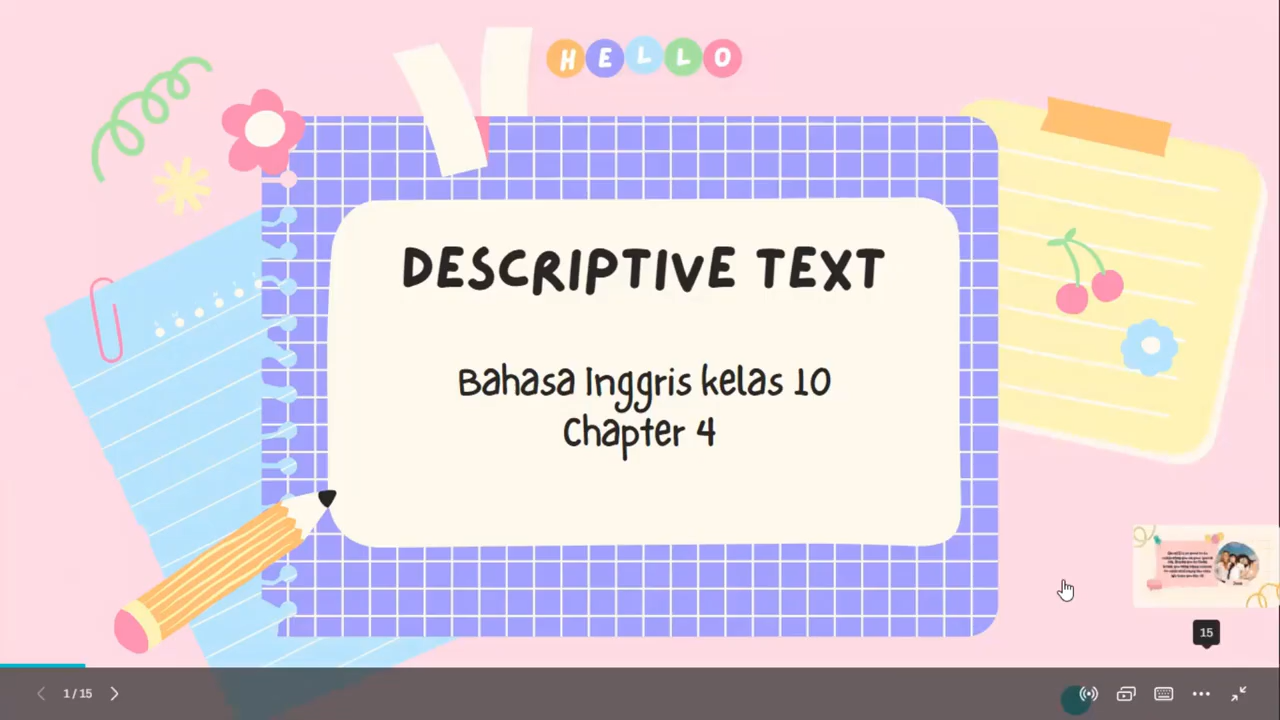 HELLO
DESCRIPTIVE TEXT
Bahasa Inggris kelas 10
Chapter 4
15
1 / 15